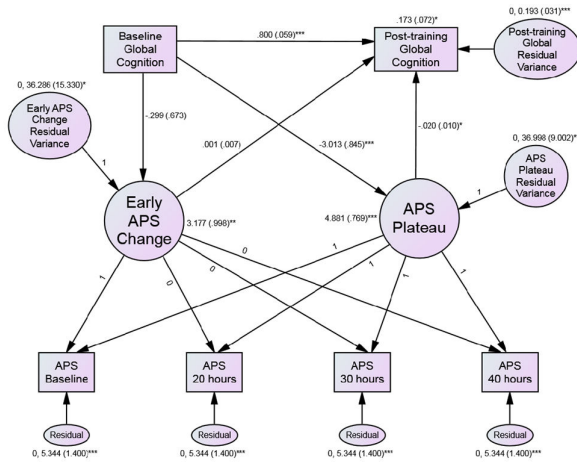 Baseline
Global
Cognition
.800 (.059)***
.173 (.072)*
Post-training
Global
Cognition
0, 0.193 (.031)***
Post-training
Global
Residual
Variance
0, 36.286 (15.330)*
Early APS
Change
Residual
Variance
-.299 (.673)
.001 (.007)
-3.013 (.845)***
-.020 (.010)*
0, 36.998 (9.002)**
APS
Plateau
Residual
Variance
1
1
Early
APS
Change
3.177 (.998)**
4.881 (.769)***
APS
Plateau
1
0
0
0
1
1
1
1
APS
Baseline
APS
20 hours
APS
30 hours
APS
40 hours
Residual
Residual
Residual
Residual
0, 5.344 (1.400)***
0, 5.344 (1.400)***
0, 5.344 (1.400)***
0, 5.344 (1.400)***